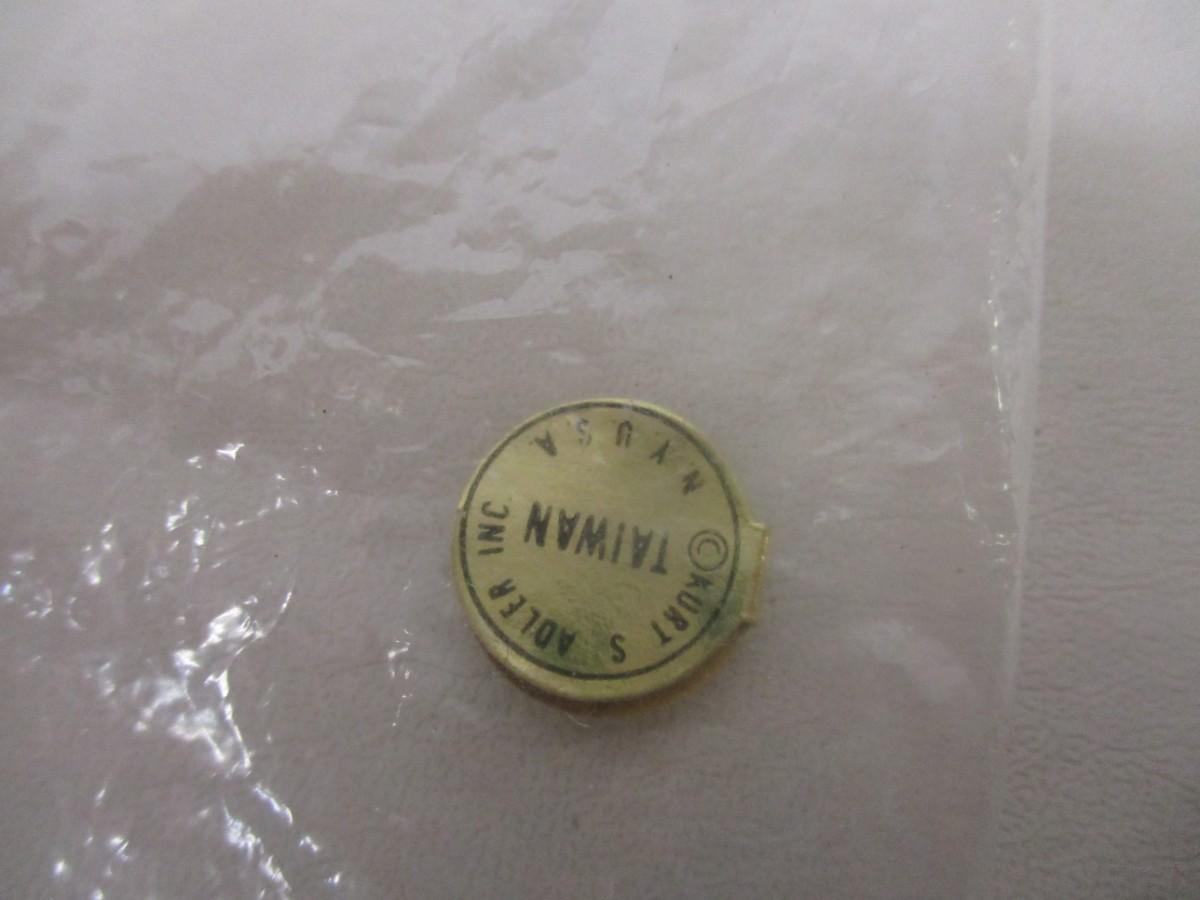 © KURT S ADLER INC
TAIWAN
N.Y. U.S.A